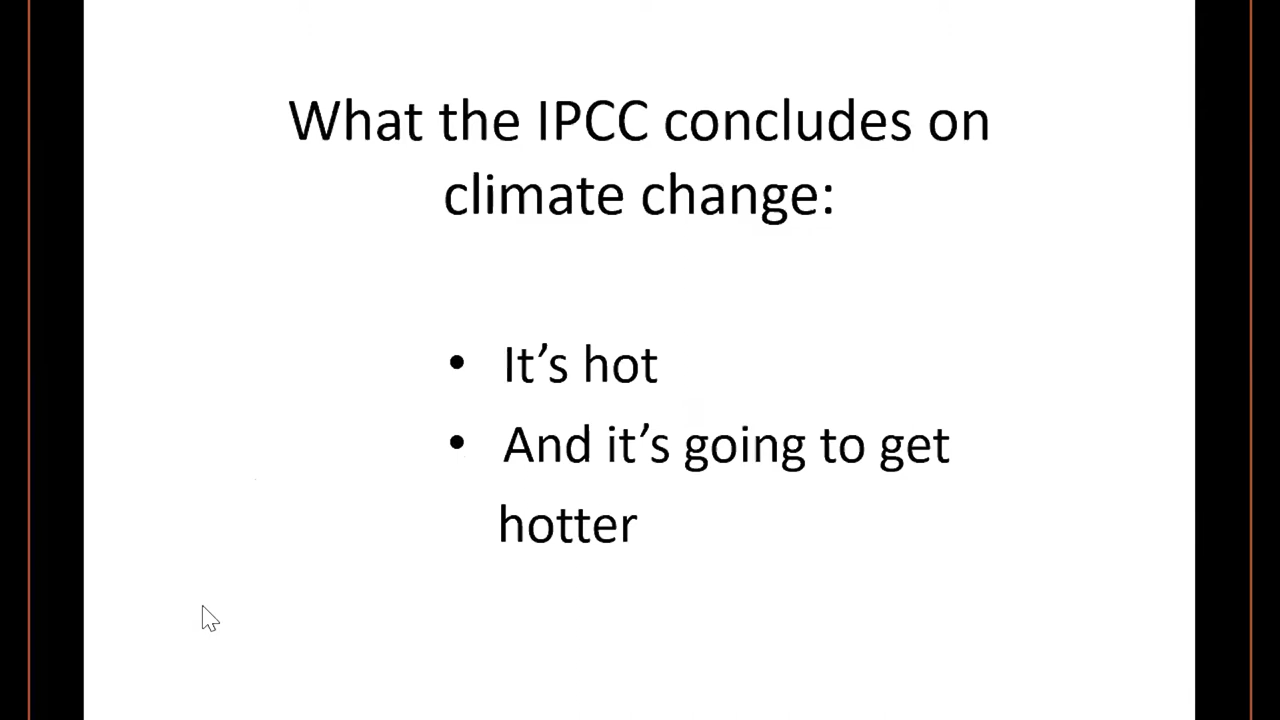 What the IPCC concludes on
climate change:
• It’s hot
• And it’s going to get
hotter